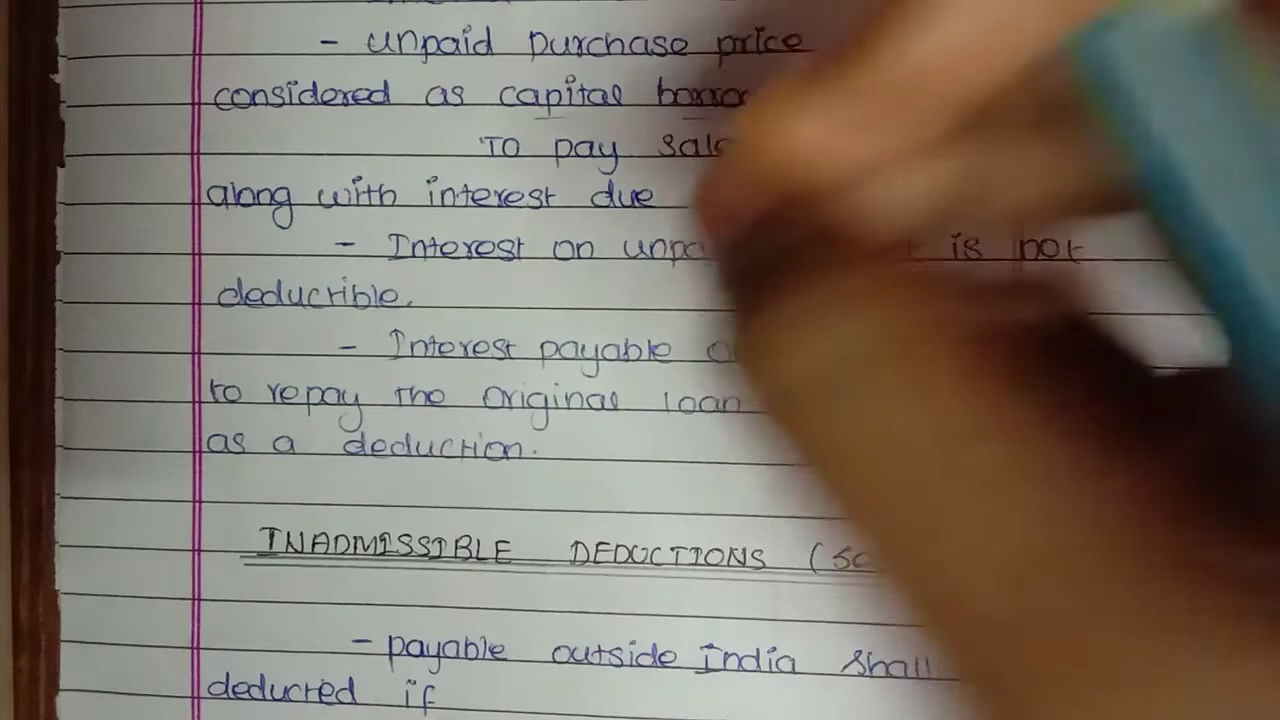 - unpaid purchase price
considered as capital
TO pay
along with interest due
- Interest on is not
deductible.
- Interest payable
to repay the original loan
as a deduction.
INADMISSIBLE DEDUCTIONS
- payable outside India shall
deducted if